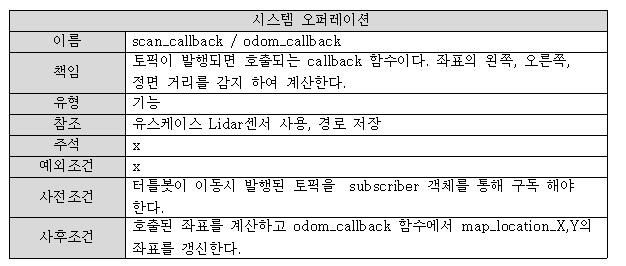 시스템 오퍼레이션
이름
scan_callback / odom_callback
책임
토픽이 발행되면 호출되는 callback 함수이다. 좌표의 왼쪽, 오른쪽,
정면 거리를 감지 하여 계산한다.
유형
기능
참조
유스케이스 Lidar센서 사용, 경로 저장
주석
x
예외조건
x
사전조건
터틀봇이 이동시 발행된 토픽을 subscriber 객체를 통해 구독 해야
한다.
사후조건
호출된 좌표를 계산하고 odom_callback 함수에서 map_location_X,Y의
좌표를 갱신한다.